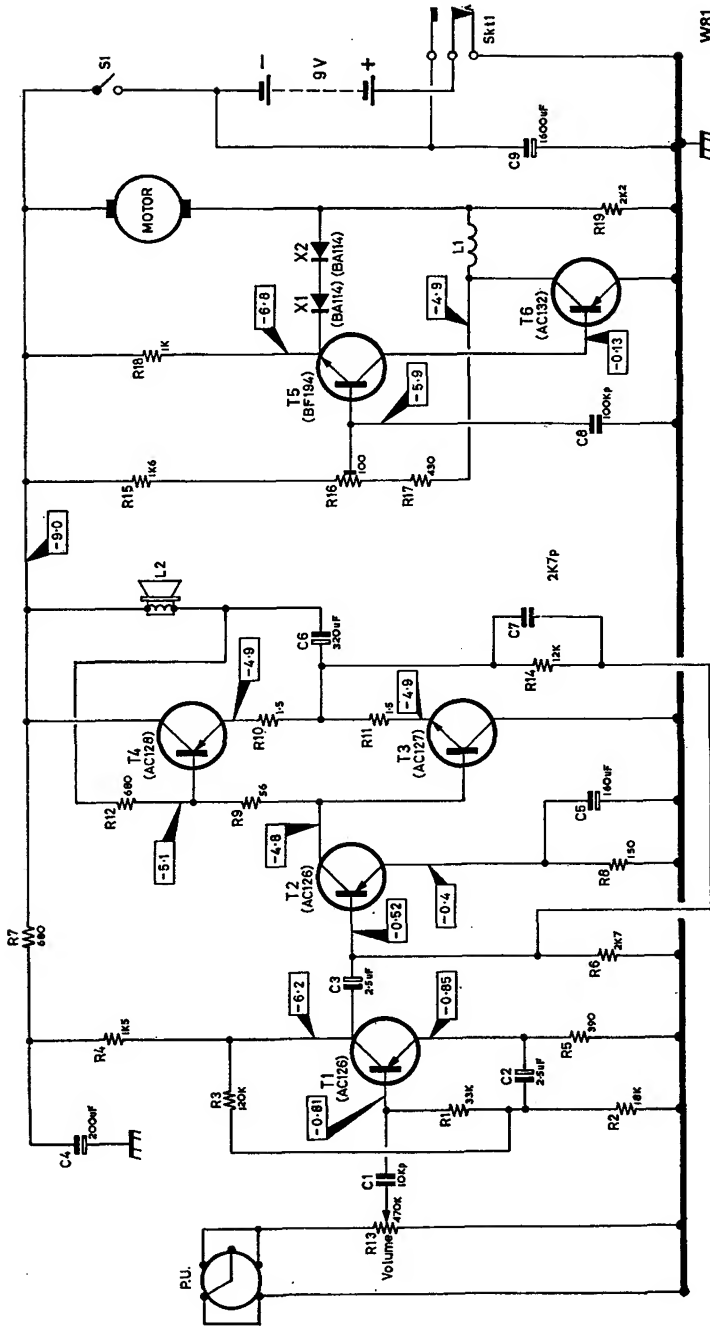 P.U.
R13
470K
Volume
C1
10Kp
C4
200uF
R7
680
R4
1K5
R3
120K
-6·2
T1
(AC126)
-0·81
-0·85
R1
33K
C2
2·5uF
R2
18K
R5
390
C3
2·5uF
R6
2K7
-0·52
T2
(AC126)
-4·8
-0·4
R8
150
C5
160uF
R12
680
-5·1
R9
56
T4
(AC128)
-4·9
R10
1·5
R11
1·5
-4·9
T3
(AC127)
C6
320uF
L2
R14
12K
C7
2K7p
-9·0
R15
1K6
R16
100
R17
430
R18
1K
-6·8
T5
(BF194)
-5·9
X1
(BA114)
X2
(BA114)
C8
100Kp
-4·9
L1
T6
(AC132)
-0·13
R19
2K2
MOTOR
C9
1600uF
S1
-
9V
+
Skt1
W81